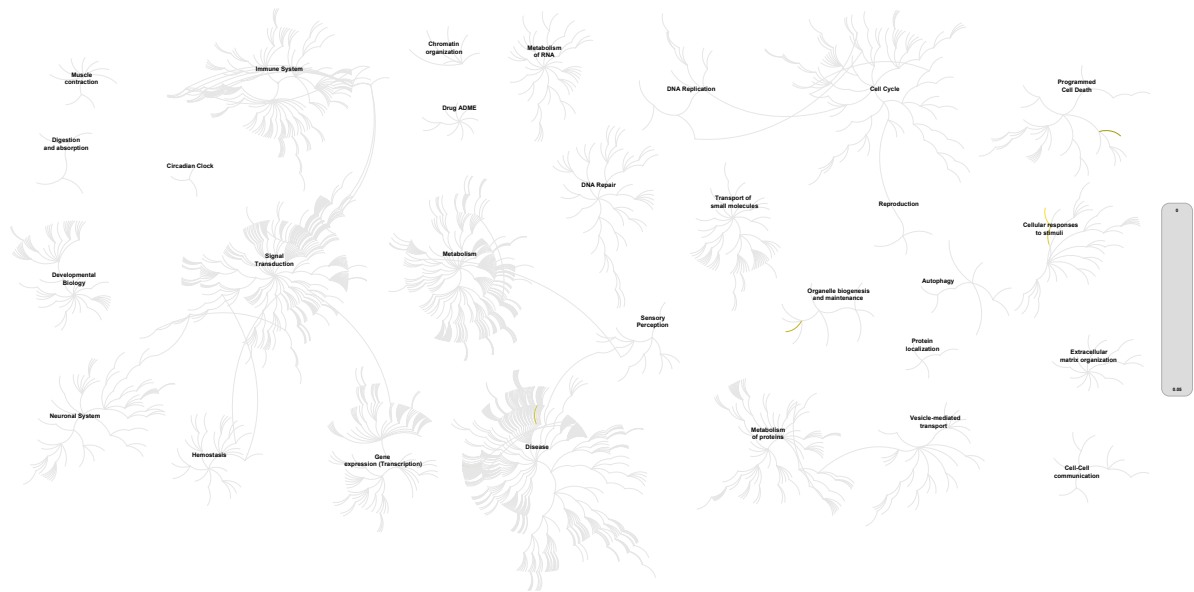 Chromatin
organization
Metabolism
of RNA
Immune System
Muscle
contraction
DNA Replication
Cell Cycle
Programmed
Cell Death
Drug ADME
Digestion
and absorption
Circadian Clock
DNA Repair
Transport of
small molecules
Reproduction
Cellular responses
to stimuli
0
Signal
Transduction
Metabolism
Developmental
Biology
Autophagy
Organelle biogenesis
and maintenance
Sensory
Perception
Protein
localization
Extracellular
matrix organization
0.05
Neuronal System
Hemostasis
Gene
expression (Transcription)
Disease
Metabolism
of proteins
Vesicle-mediated
transport
Cell-Cell
communication